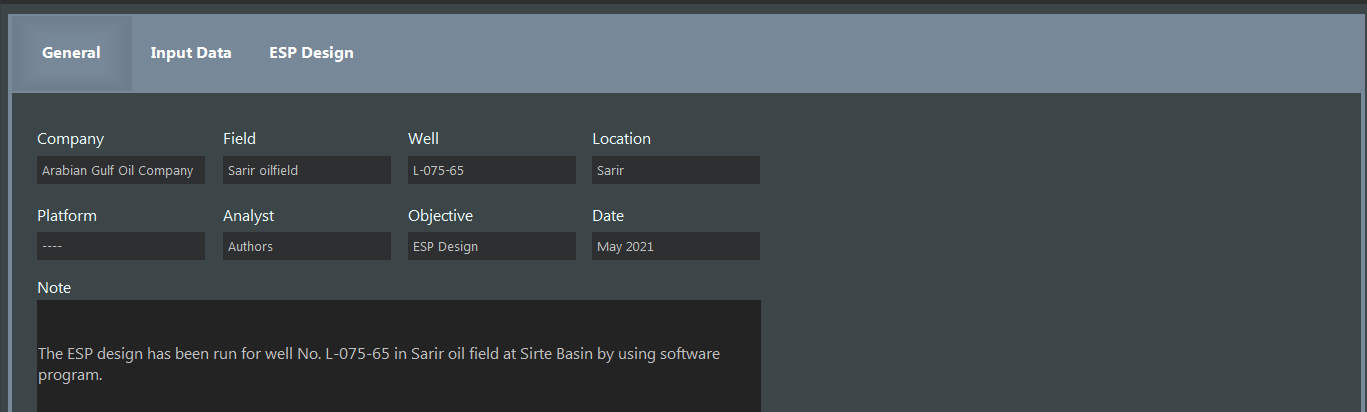 General Input Data ESP Design
Company Field Well Location
Arabian Gulf Oil Company Sarir oilfield L-075-65 Sarir
Platform Analyst Objective Date
---- Authors ESP Design May 2021
Note
The ESP design has been run for well No. L-075-65 in Sarir oil field at Sirte Basin by using software
program.